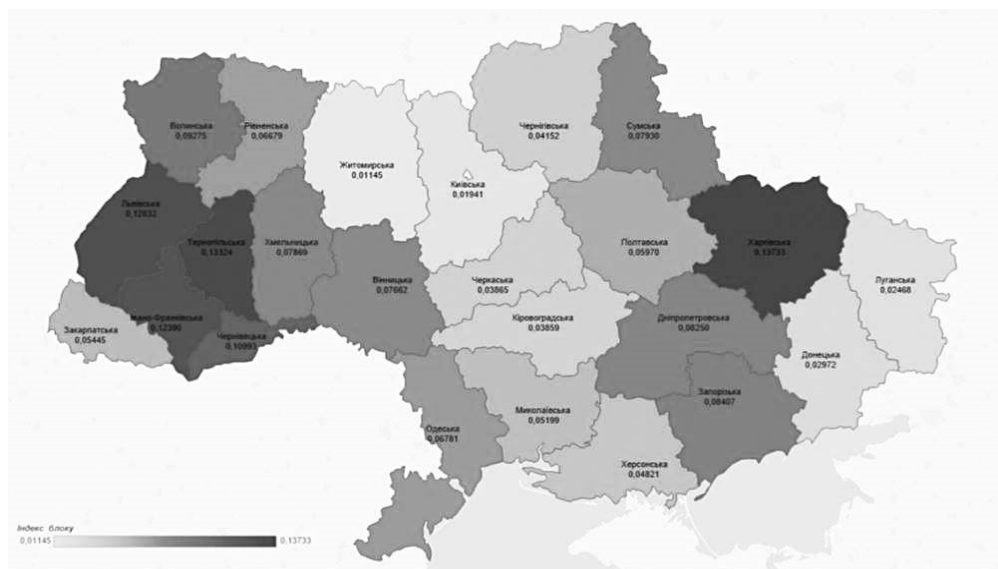 Волинська
0,09275
Рівненська
0,06679
Житомирська
0,01145
Київська
0,01941
Чернігівська
0,04152
Сумська
0,07930
Львівська
0,12632
Тернопільська
0,13324
Хмельницька
0,07869
Вінницька
0,07662
Черкаська
0,03865
Полтавська
0,05970
Харківська
0,13733
Луганська
0,02468
Закарпатська
0,05445
Івано-Франківська
0,12390
Чернівецька
0,10993
Кіровоградська
0,03859
Дніпропетровська
0,08250
Донецька
0,02972
Запорізька
0,08407
Миколаївська
0,05199
Одеська
0,06781
Херсонська
0,04821
Індекс блоку
0,01145
0.13733